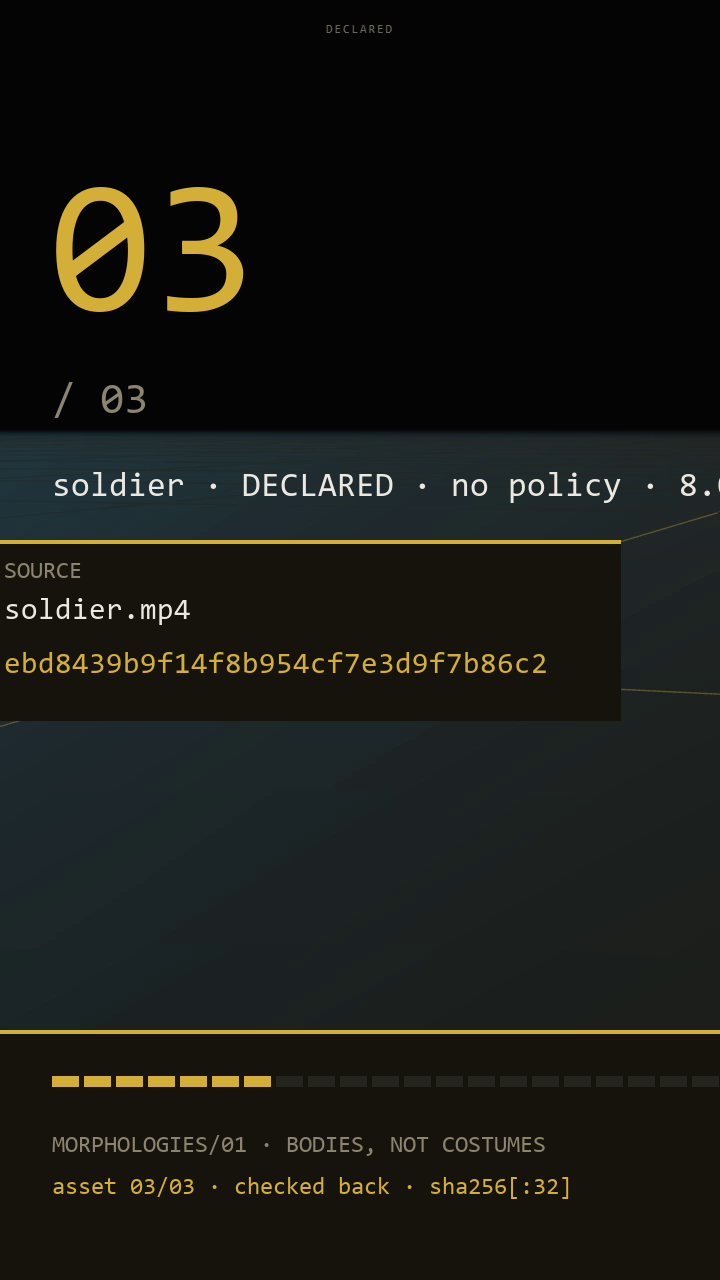 DECLARED
03
/ 03
soldier · DECLARED · no policy · 8.
SOURCE
soldier.mp4
ebd8439b9f14f8b954cf7e3d9f7b86c2
MORPHOLOGIES/01 · BODIES, NOT COSTUMES
asset 03/03 · checked back · sha256[:32]